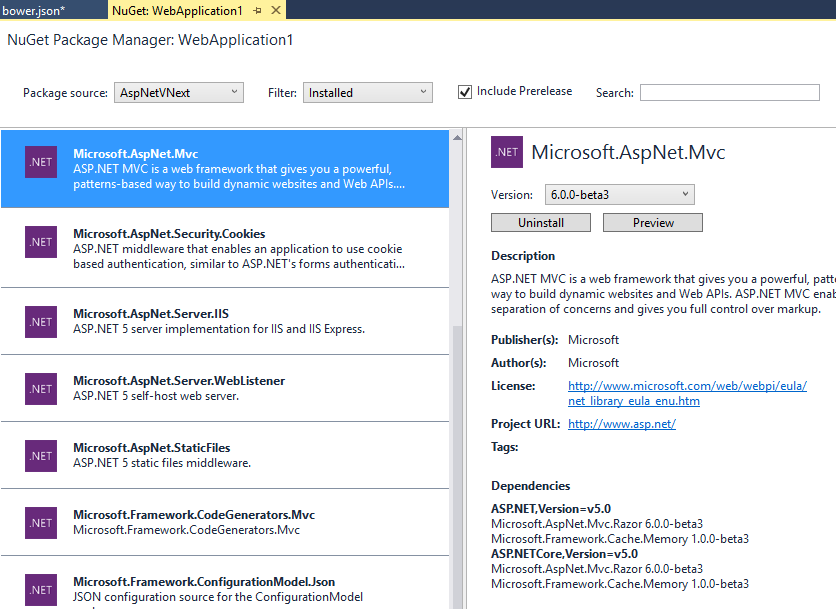 bower.json*
NuGet: WebApplication1
NuGet Package Manager: WebApplication1
Package source: AspNetVNext
Filter: Installed
Include Prerelease
Search:
.NET
Microsoft.AspNet.Mvc
ASP.NET MVC is a web framework that gives you a powerful,
patterns-based way to build dynamic websites and Web APIs....
.NET
Microsoft.AspNet.Security.Cookies
ASP.NET middleware that enables an application to use cookie
based authentication, similar to ASP.NET's forms authenticati...
.NET
Microsoft.AspNet.Server.IIS
ASP.NET 5 server implementation for IIS and IIS Express.
.NET
Microsoft.AspNet.Server.WebListener
ASP.NET 5 self-host web server.
.NET
Microsoft.AspNet.StaticFiles
ASP.NET 5 static files middleware.
.NET
Microsoft.Framework.CodeGenerators.Mvc
Microsoft.Framework.CodeGenerators.Mvc
.NET
Microsoft.Framework.ConfigurationModel.Json
JSON configuration source for the ConfigurationModel
.NET
Microsoft.AspNet.Mvc
Version: 6.0.0-beta3
Uninstall
Preview
Description
ASP.NET MVC is a web framework that gives you a powerful, patte
way to build dynamic websites and Web APIs. ASP.NET MVC enab
separation of concerns and gives you full control over markup.
Publisher(s): Microsoft
Author(s): Microsoft
License: http://www.microsoft.com/web/webpi/eula/
net_library_eula_enu.htm
Project URL: http://www.asp.net/
Tags:
Dependencies
ASP.NET,Version=v5.0
Microsoft.AspNet.Mvc.Razor 6.0.0-beta3
Microsoft.Framework.Cache.Memory 1.0.0-beta3
ASP.NETCore,Version=v5.0
Microsoft.AspNet.Mvc.Razor 6.0.0-beta3
Microsoft.Framework.Cache.Memory 1.0.0-beta3